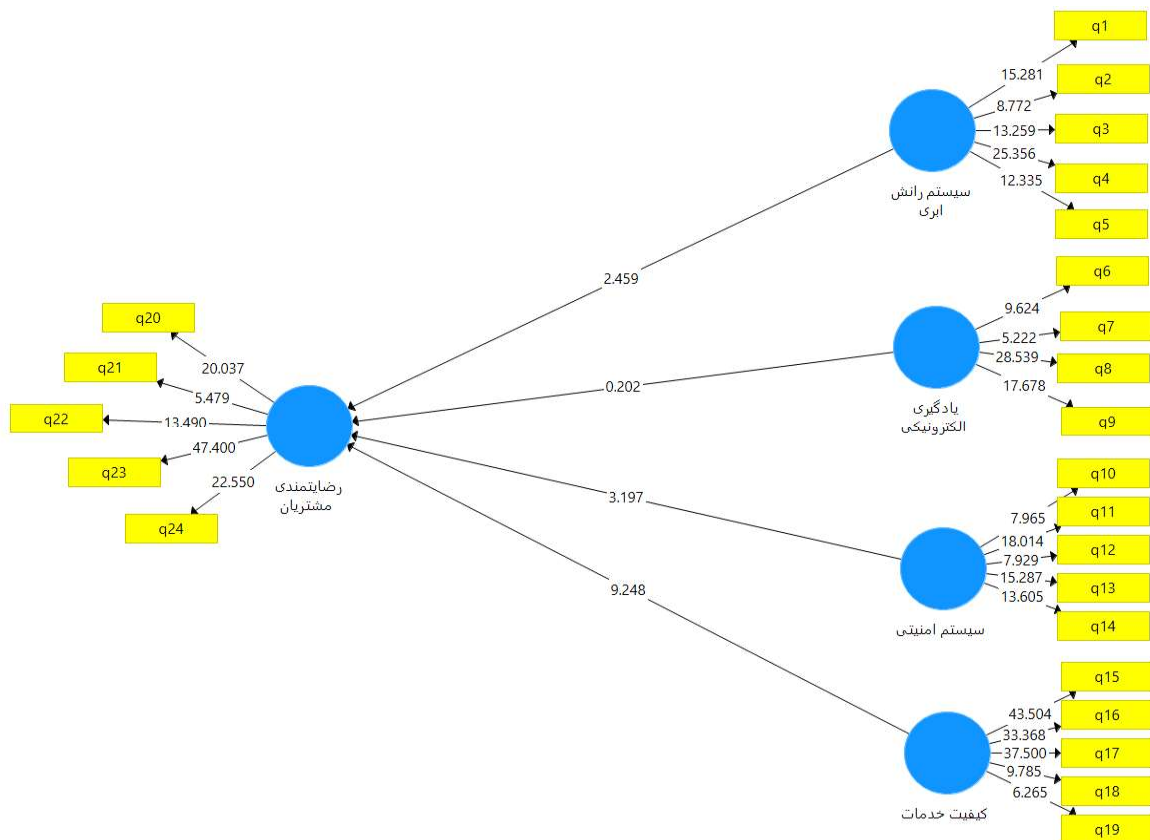 q1
15.281
q2
8.772
q3
13.259
25.356
q4
12.335
سیستم رانش
ابری
q5
2.459
q6
9.624
q7
5.222
28.539
q8
17.678
q9
یادگیری
الکترونیکی
0.202
q20
20.037
q21
5.479
q22
13.490
47.400
q23
22.550
q24
رضایتمندی
مشتریان
q10
7.965
q11
18.014
7.929
q12
15.287
q13
13.605
q14
سیستم امنیتی
3.197
9.248
q15
43.504
q16
33.368
37.500
q17
9.785
q18
6.265
q19
کیفیت خدمات